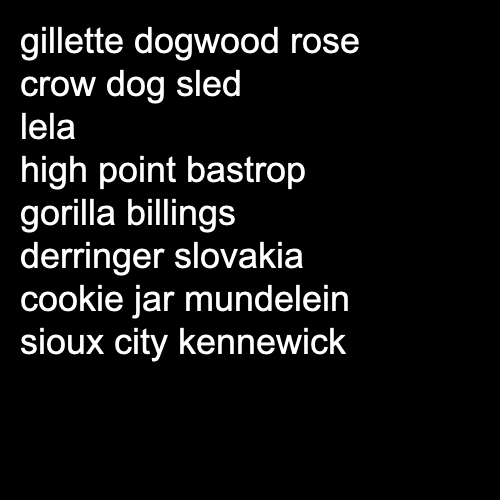 gillette dogwood rose
crow dog sled
lela
high point bastrop
gorilla billings
derringer slovakia
cookie jar mundelein
sioux city kennewick